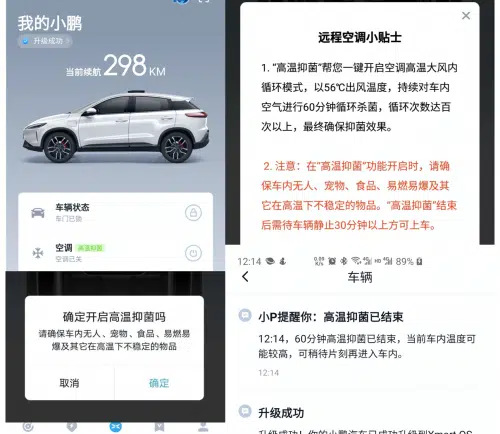 我的小鹏
升级成功
当前续航 298 KM
车辆状态
车门已锁
空调 高温抑菌
空调已关
确定开启高温抑菌吗
请确保车内无人、宠物、食品、易燃易
爆及其它在高温下不稳定的物品
取消 确定
远程空调小贴士
1. “高温抑菌”帮您一键开启空调高温大风内
循环模式，以56℃出风温度，持续对车内
空气进行60分钟循环杀菌，循环次数达百
次以上，最终确保抑菌效果。
2. 注意：在“高温抑菌”功能开启时，请确
保车内无人、宠物、食品、易燃易爆及其
它在高温下不稳定的物品。“高温抑菌”结束
后需待车辆静止30分钟以上方可上车。
12:14 89%
车辆
小P提醒你：高温抑菌已结束
12:14，60分钟高温抑菌已结束，当前车内温度可
能较高，可稍待片刻再进入车内。
12:14
升级成功